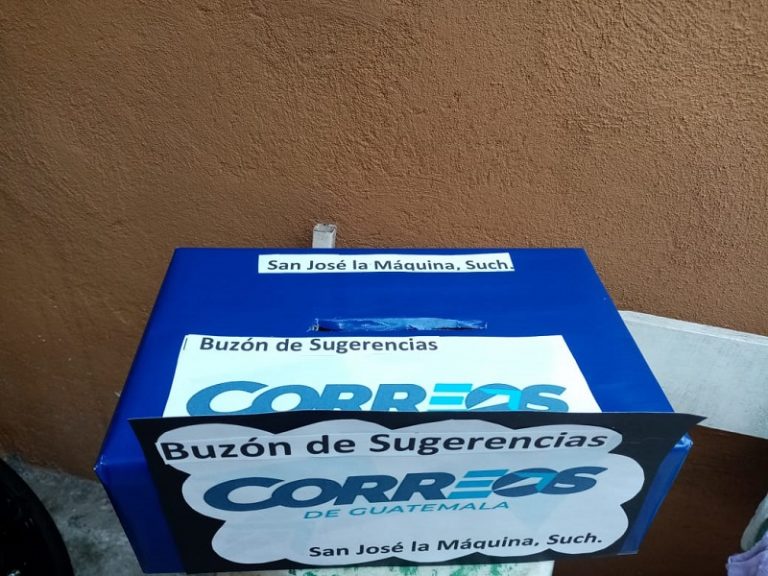 San José la Máquina, Such.
Buzón de Sugerencias
CORREOS
Buzón de Sugerencias
CORREOS
DE GUATEMALA
San José la Máquina, Such.